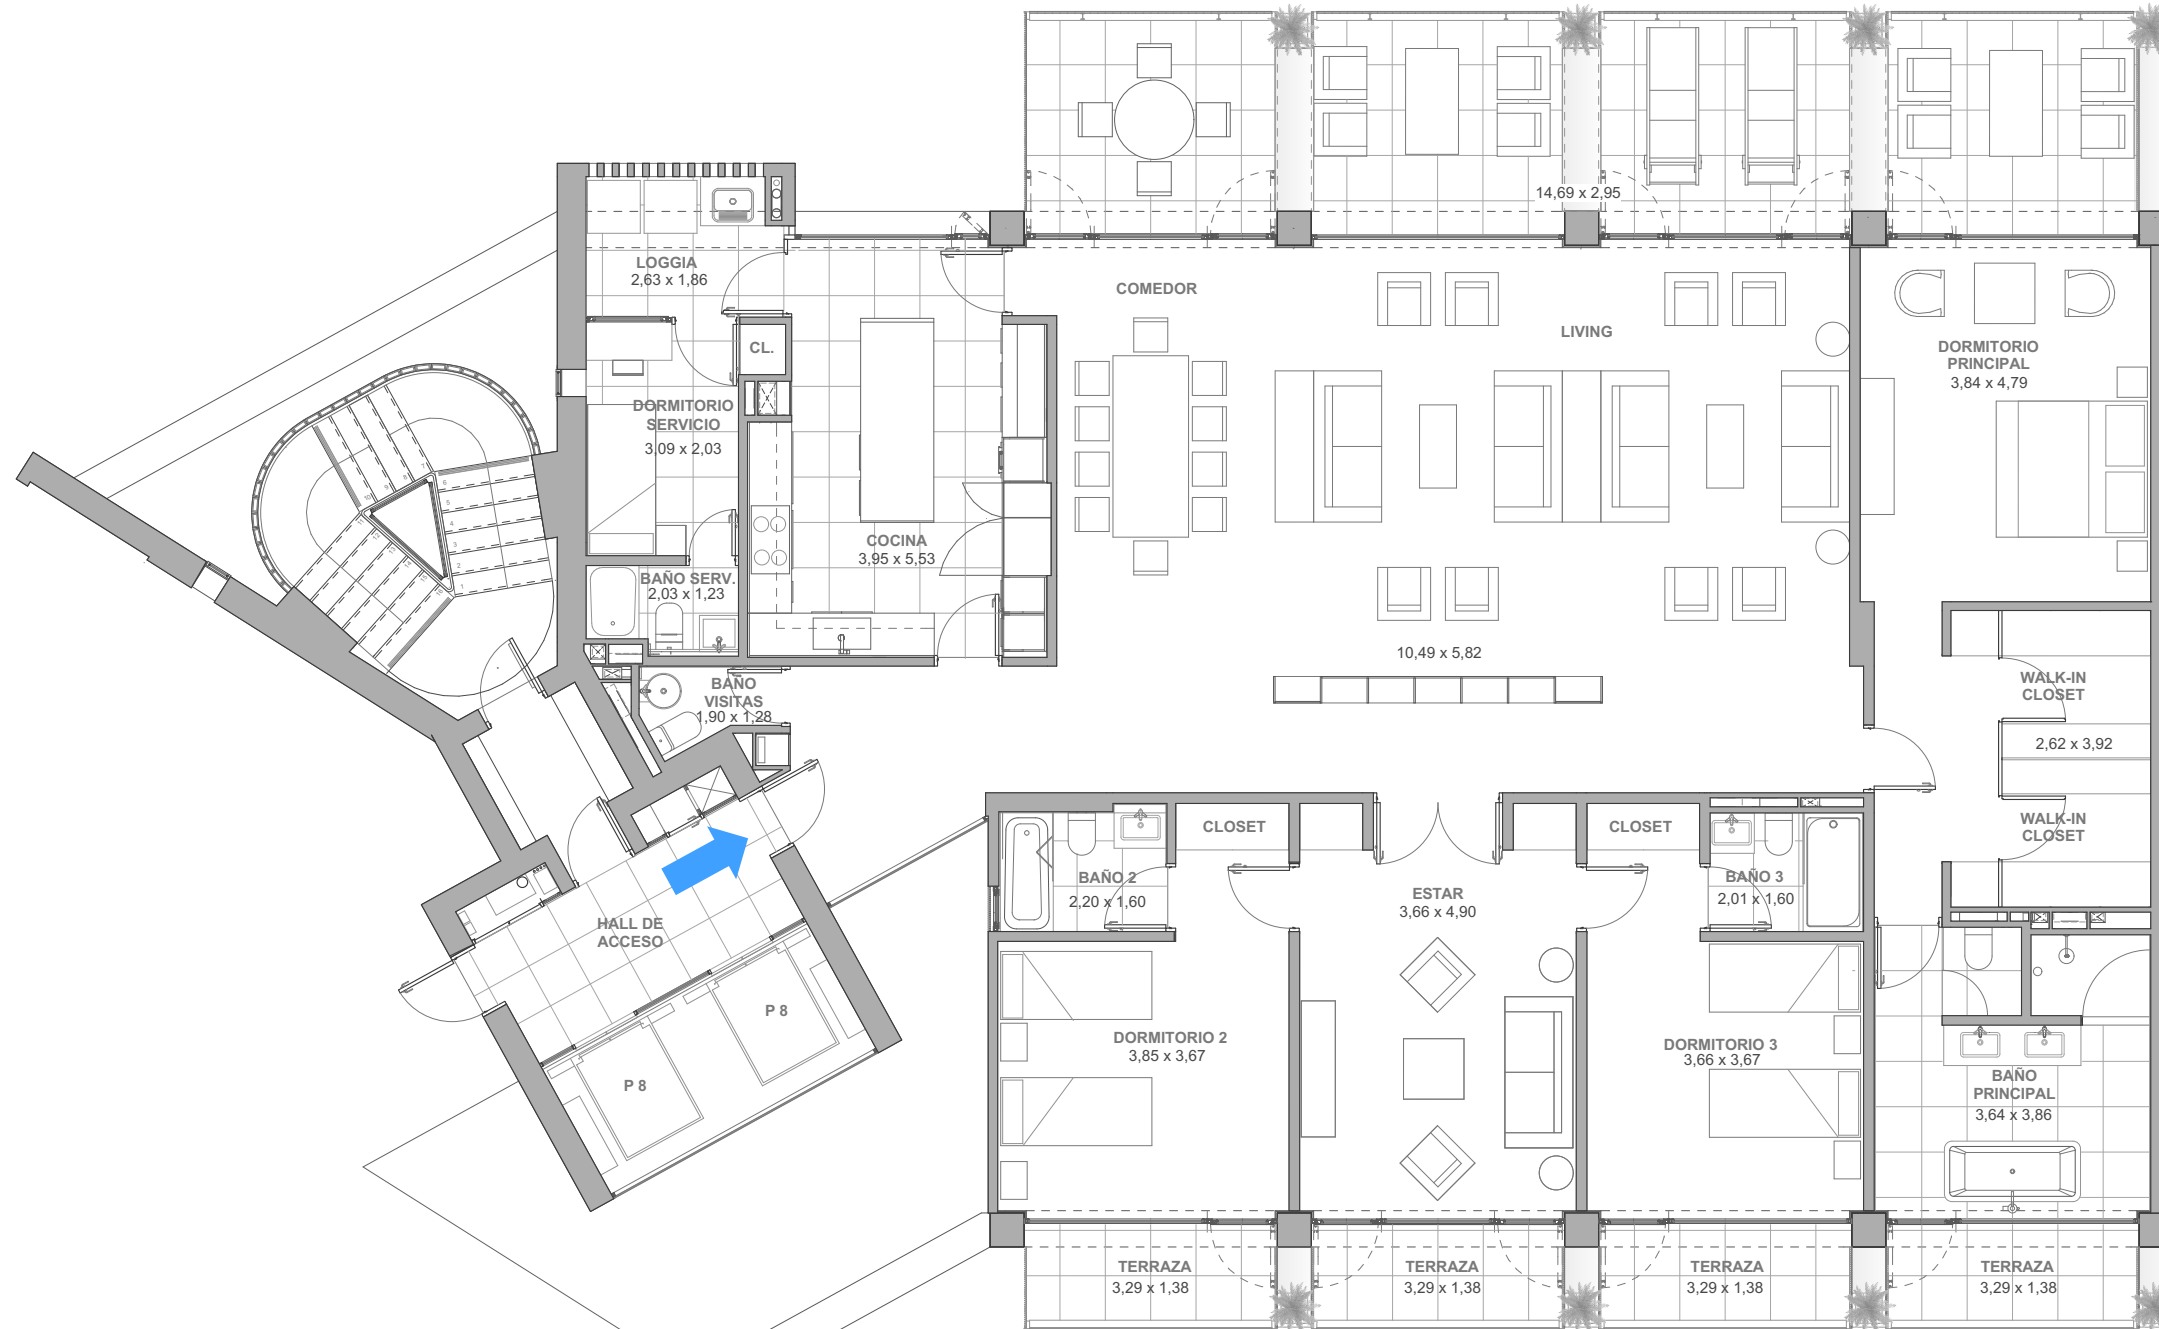 14,69 x 2,95
LOGGIA
2,63 x 1,86
COMEDOR
LIVING
CL.
DORMITORIO
PRINCIPAL
3,84 x 4,79
DORMITORIO
SERVICIO
3,09 x 2,03
COCINA
3,95 x 5,53
BAÑO SERV.
2,03 x 1,23
10,49 x 5,82
BAÑO
VISITAS
1,90 x 1,28
WALK-IN
CLOSET
2,62 x 3,92
WALK-IN
CLOSET
CLOSET
CLOSET
BAÑO 2
2,20 x 1,60
ESTAR
3,66 x 4,90
BAÑO 3
2,01 x 1,60
HALL DE
ACCESO
P 8
P 8
DORMITORIO 2
3,85 x 3,67
DORMITORIO 3
3,66 x 3,67
BAÑO
PRINCIPAL
3,64 x 3,86
TERRAZA
3,29 x 1,38
TERRAZA
3,29 x 1,38
TERRAZA
3,29 x 1,38
TERRAZA
3,29 x 1,38